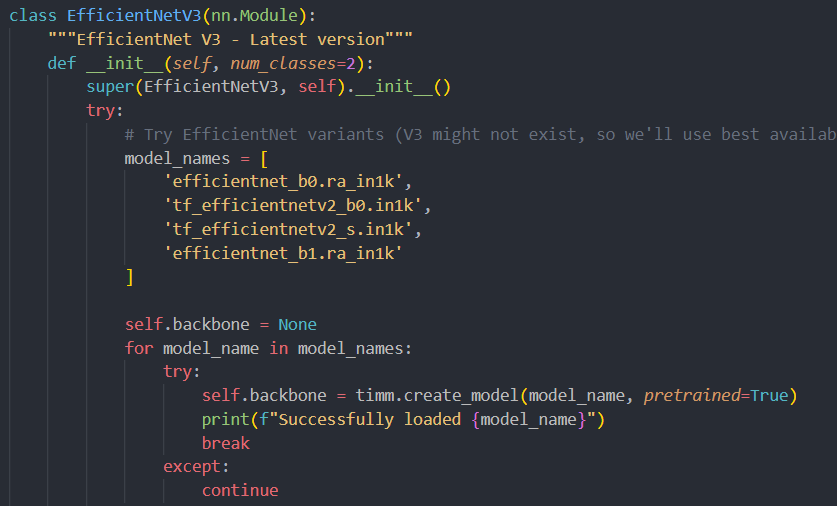 class EfficientNetV3(nn.Module):
"""EfficientNet V3 - Latest version"""
def __init__(self, num_classes=2):
super(EfficientNetV3, self).__init__()
try:
# Try EfficientNet variants (V3 might not exist, so we'll use best availab
model_names = [
'efficientnet_b0.ra_in1k',
'tf_efficientnetv2_b0.in1k',
'tf_efficientnetv2_s.in1k',
'efficientnet_b1.ra_in1k'
]
self.backbone = None
for model_name in model_names:
try:
self.backbone = timm.create_model(model_name, pretrained=True)
print(f"Successfully loaded {model_name}")
break
except:
continue